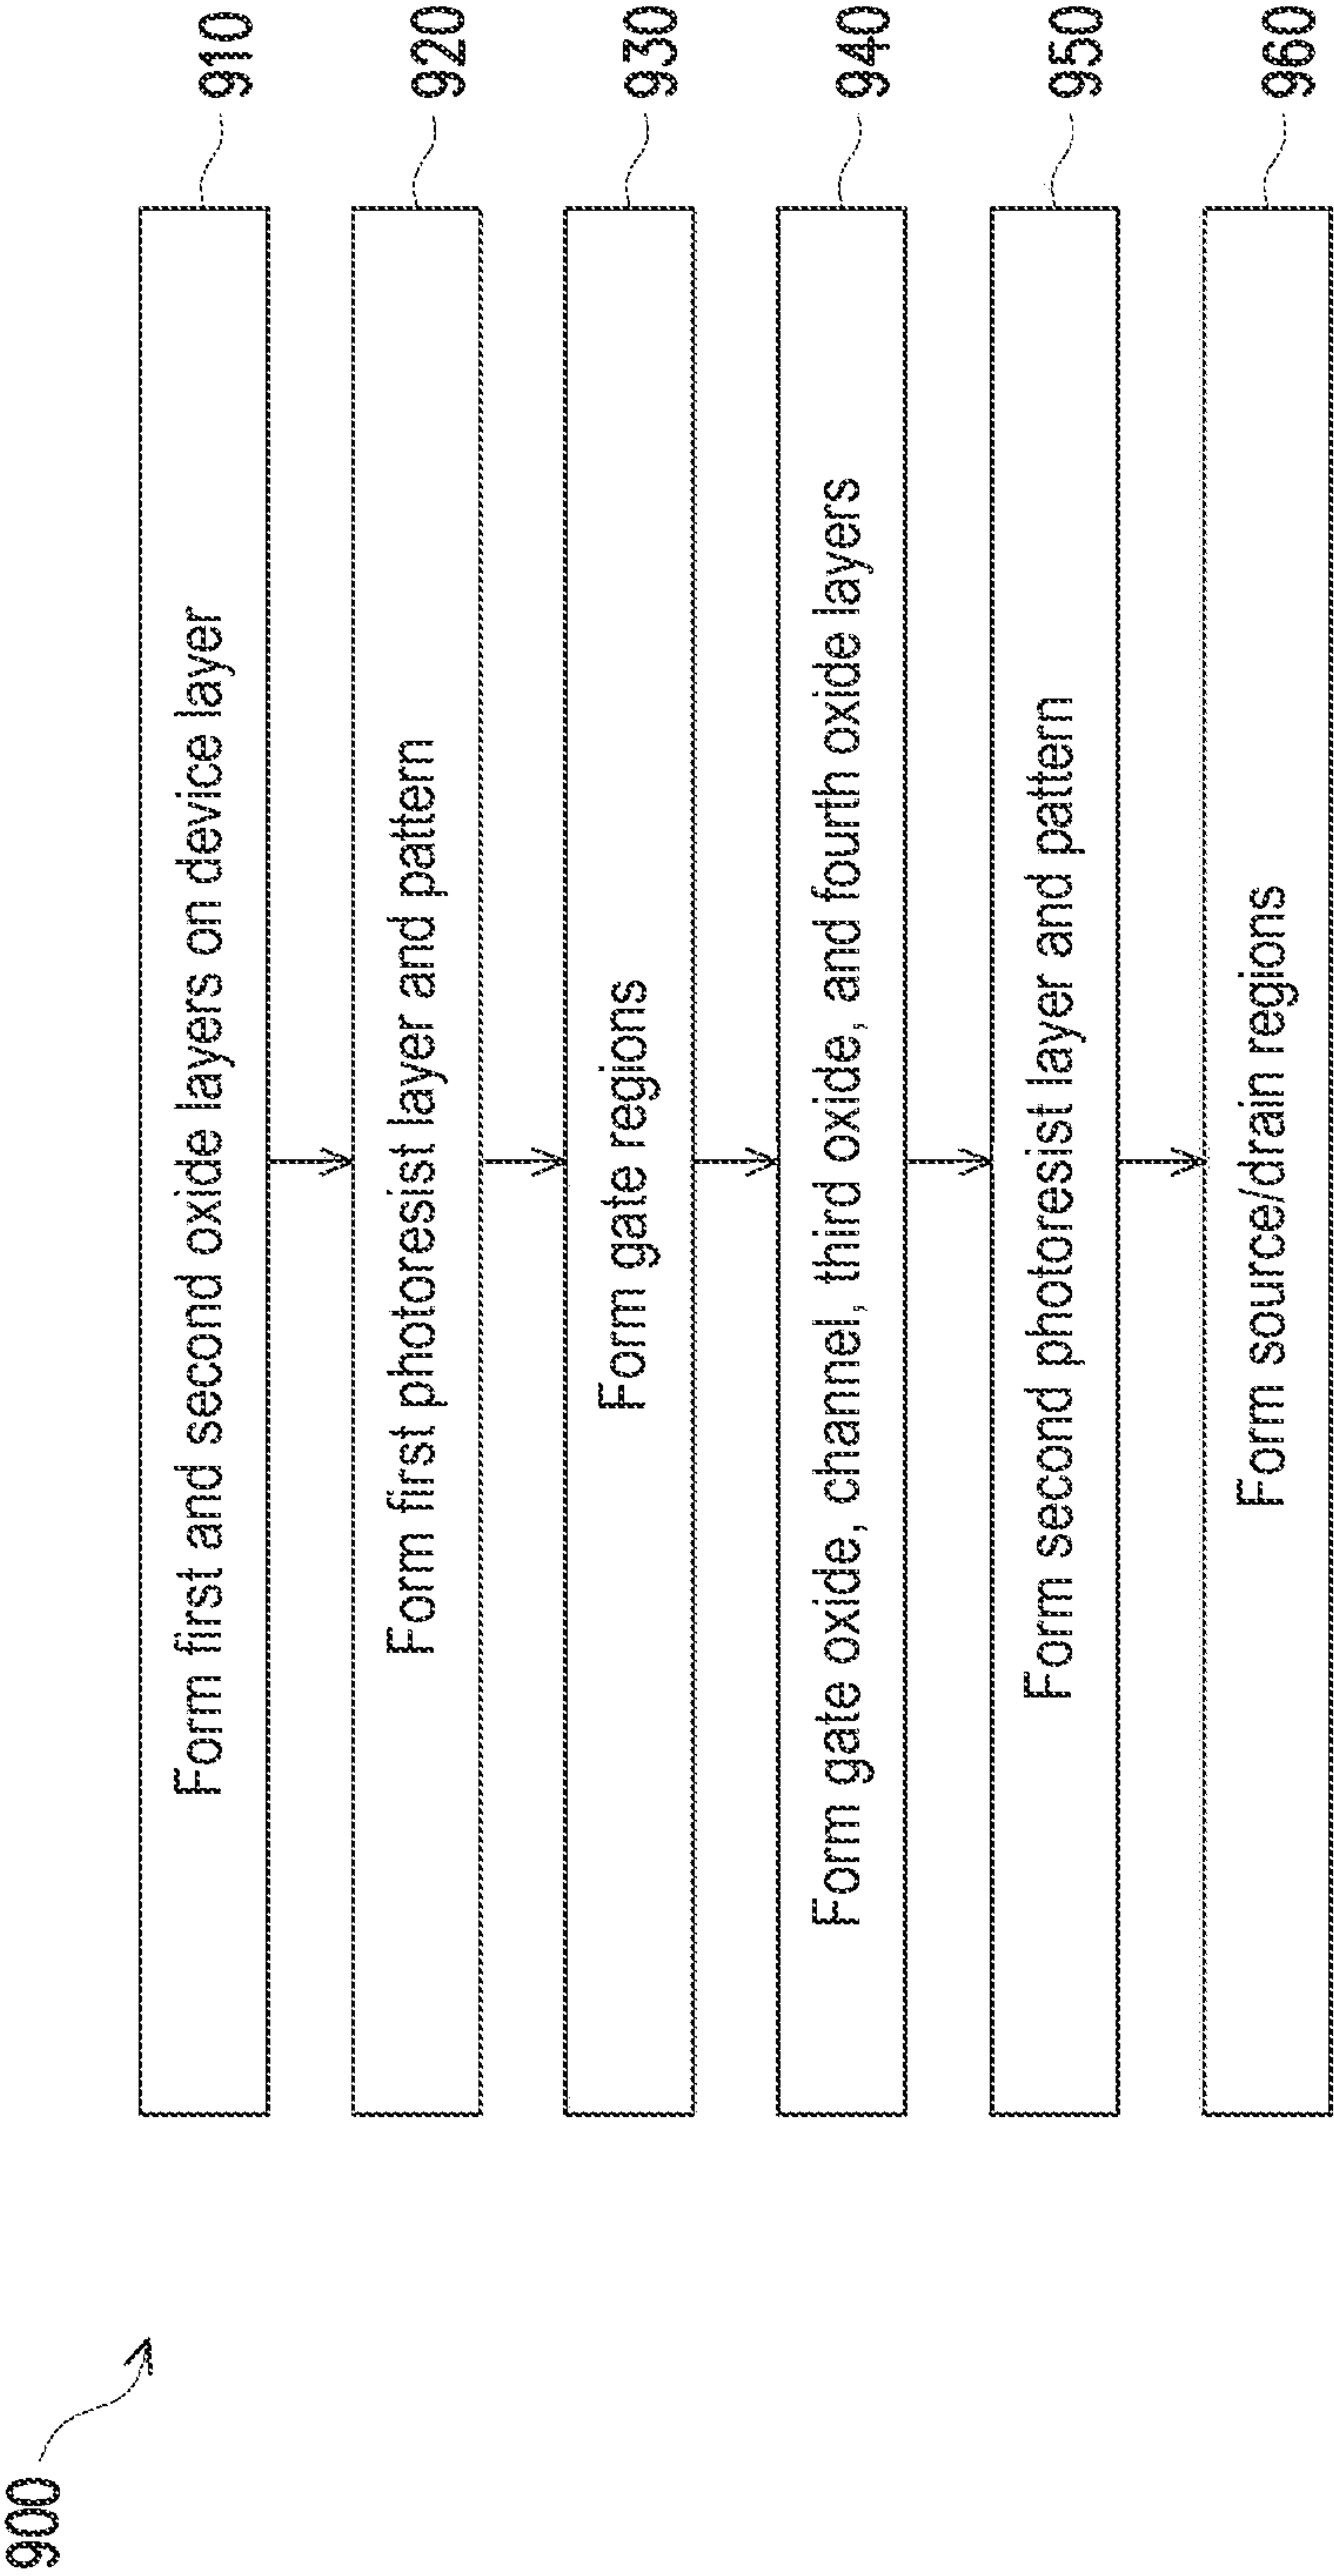 900
Form first and second oxide layers on device layer
910
Form first photoresist layer and pattern
920
Form gate regions
930
Form gate oxide, channel, third oxide, and fourth oxide layers
940
Form second photoresist layer and pattern
950
Form source/drain regions
960